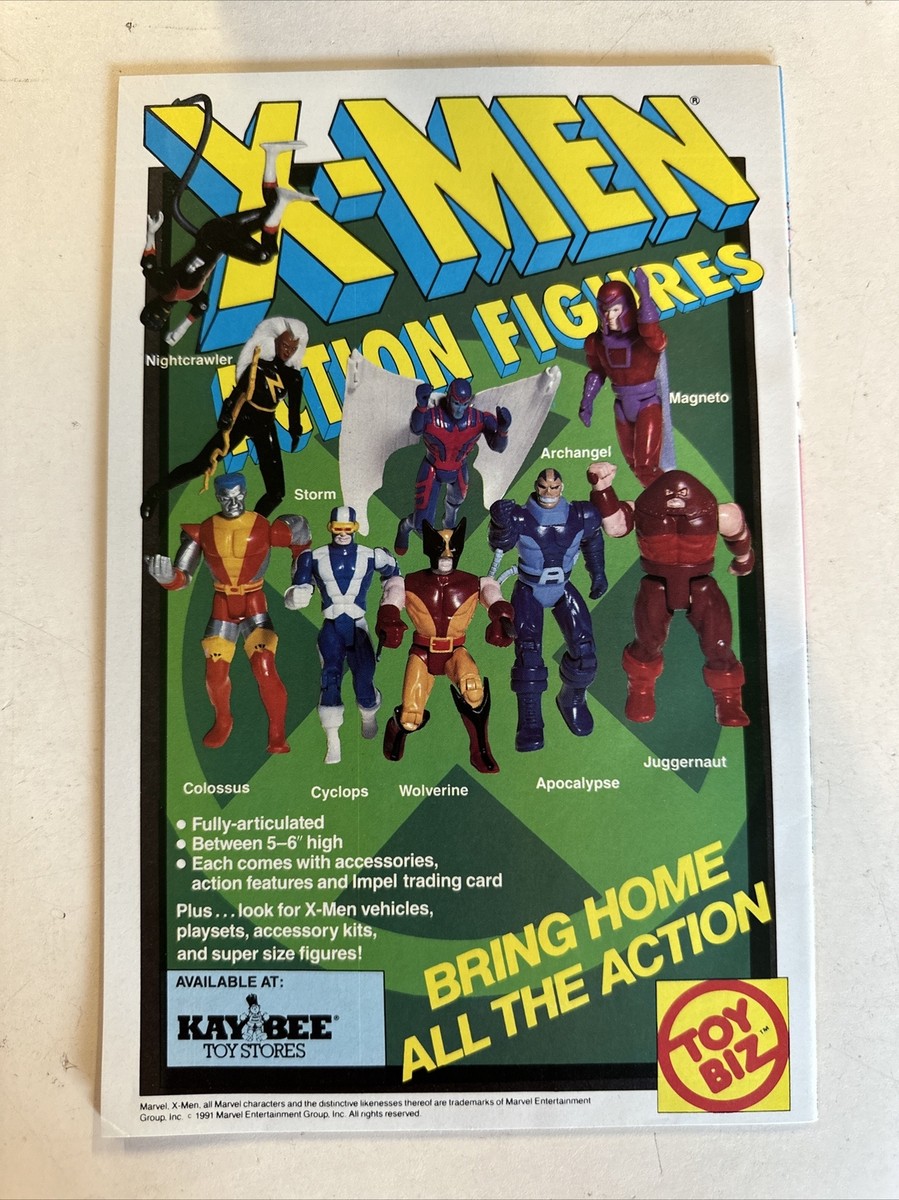 X-MEN®
ACTION FIGURES
Nightcrawler
Magneto
Archangel
Storm
Juggernaut
Colossus
Cyclops
Wolverine
Apocalypse
• Fully-articulated
• Between 5–6″ high
• Each comes with accessories,
action features and Impel trading card
Plus...look for X-Men vehicles,
playsets, accessory kits,
and super size figures!
BRING HOME
ALL THE ACTION
AVAILABLE AT:
KAY BEE®
TOY STORES
TOY
BIZ™
Marvel, X-Men, all Marvel characters and the distinctive likenesses thereof are trademarks of Marvel Entertainment
Group, Inc. © 1991 Marvel Entertainment Group, Inc. All rights reserved.